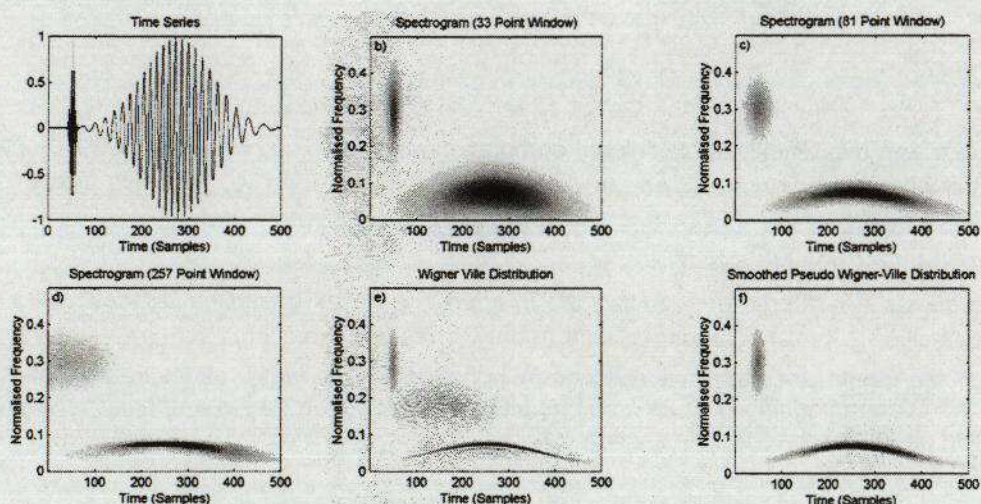 Time Series
1
0.5
0
-0.5
-1
0 100 200 300 400 500
Time (Samples)
Spectrogram (33 Point Window)
b)
Normalised Frequency
0.4
0.3
0.2
0.1
0
0 100 200 300 400 500
Time (Samples)
Spectrogram (81 Point Window)
c)
Normalised Frequency
0.4
0.3
0.2
0.1
0
0 100 200 300 400 500
Time (Samples)
Spectrogram (257 Point Window)
d)
Normalised Frequency
0.4
0.3
0.2
0.1
0
0 100 200 300 400 500
Time (Samples)
Wigner Ville Distribution
e)
Normalised Frequency
0.4
0.3
0.2
0.1
0
0 100 200 300 400 500
Time (Samples)
Smoothed Pseudo Wigner-Ville Distribution
f)
Normalised Frequency
0.4
0.3
0.2
0.1
0
0 100 200 300 400 500
Time (Samples)